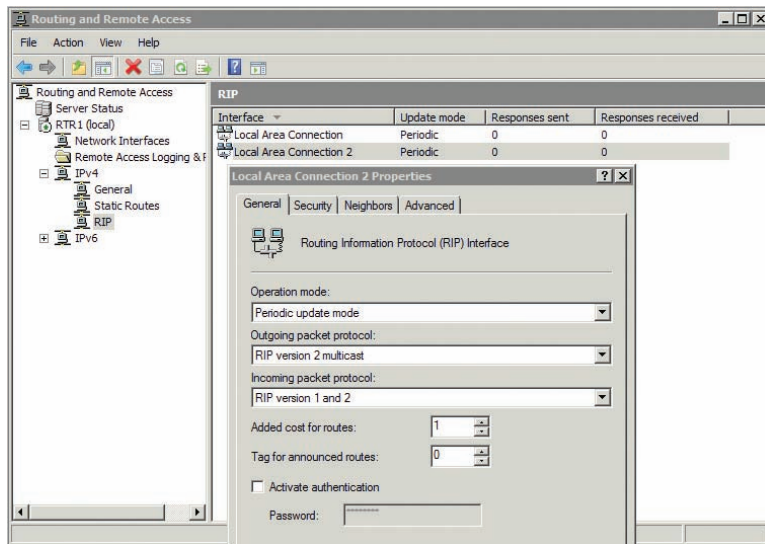 Routing and Remote Access
File Action View Help
Routing and Remote Access
Server Status
RTR1 (local)
Network Interfaces
Remote Access Logging &
IPv4
General
Static Routes
RIP
IPv6
RIP
Interface Update mode Responses sent Responses received
Local Area Connection Periodic 0 0
Local Area Connection 2 Periodic 0 0
Local Area Connection 2 Properties
General Security Neighbors Advanced
Routing Information Protocol (RIP) Interface
Operation mode:
Periodic update mode
Outgoing packet protocol:
RIP version 2 multicast
Incoming packet protocol:
RIP version 1 and 2
Added cost for routes: 1
Tag for announced routes: 0
Activate authentication
Password: